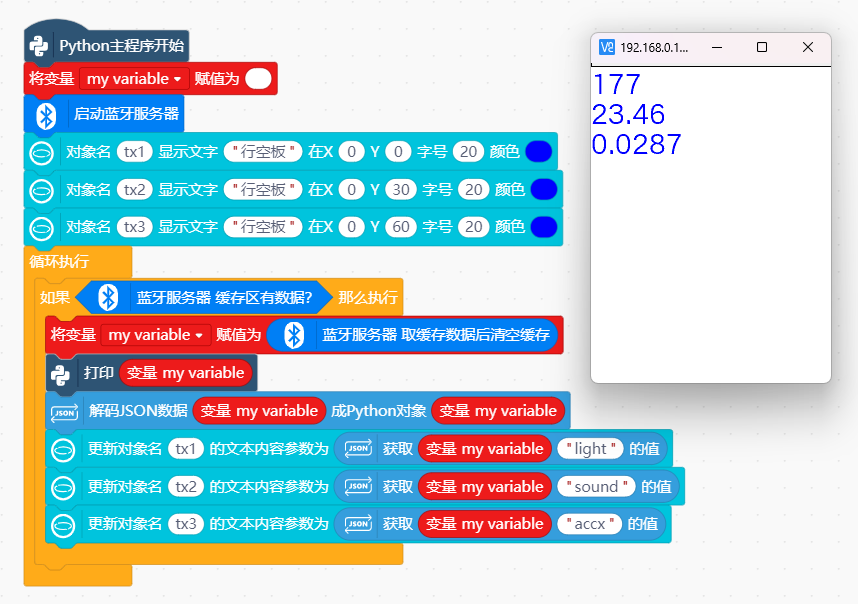 Python主程序开始
将变量 my variable 赋值为
启动蓝牙服务器
对象名 tx1 显示文字 "行空板" 在X 0 Y 0 字号 20 颜色
对象名 tx2 显示文字 "行空板" 在X 0 Y 30 字号 20 颜色
对象名 tx3 显示文字 "行空板" 在X 0 Y 60 字号 20 颜色
循环执行
如果 蓝牙服务器 缓存区有数据? 那么执行
将变量 my variable 赋值为 蓝牙服务器 取缓存数据后清空缓存
打印 变量 my variable
JSON 解码JSON数据 变量 my variable 成Python对象 变量 my variable
更新对象名 tx1 的文本内容参数为 JSON 获取 变量 my variable "light" 的值
更新对象名 tx2 的文本内容参数为 JSON 获取 变量 my variable "sound" 的值
更新对象名 tx3 的文本内容参数为 JSON 获取 变量 my variable "accx" 的值
192.168.0.1...
177
23.46
0.0287